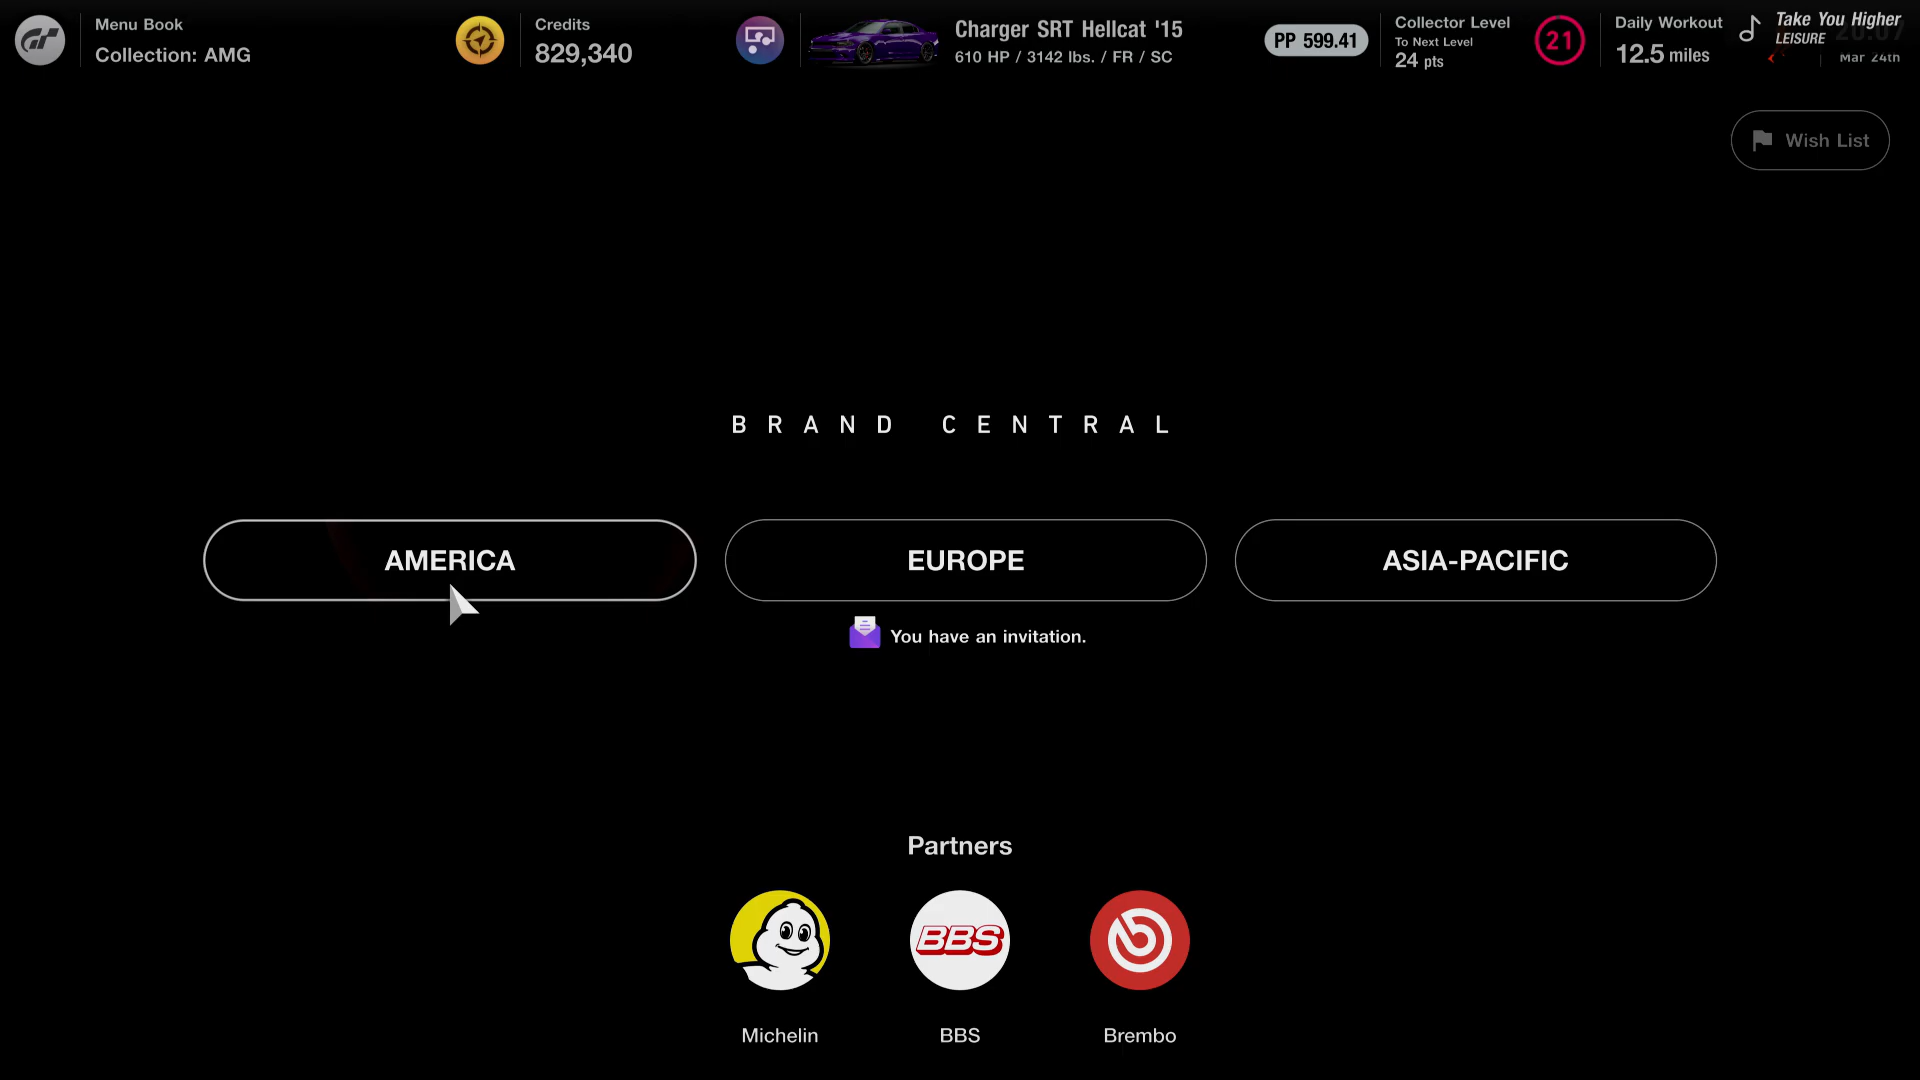 Menu Book
Collection: AMG
Credits
829,340
Charger SRT Hellcat '15
610 HP / 3142 lbs. / FR / SC
PP 599.41
Collector Level
To Next Level
24 pts
21
Daily Workout
12.5 miles
Take You Higher
LEISURE
20:07
Mar 24th
Wish List
BRAND CENTRAL
AMERICA
EUROPE
ASIA-PACIFIC
You have an invitation.
Partners
BBS
Michelin
BBS
Brembo